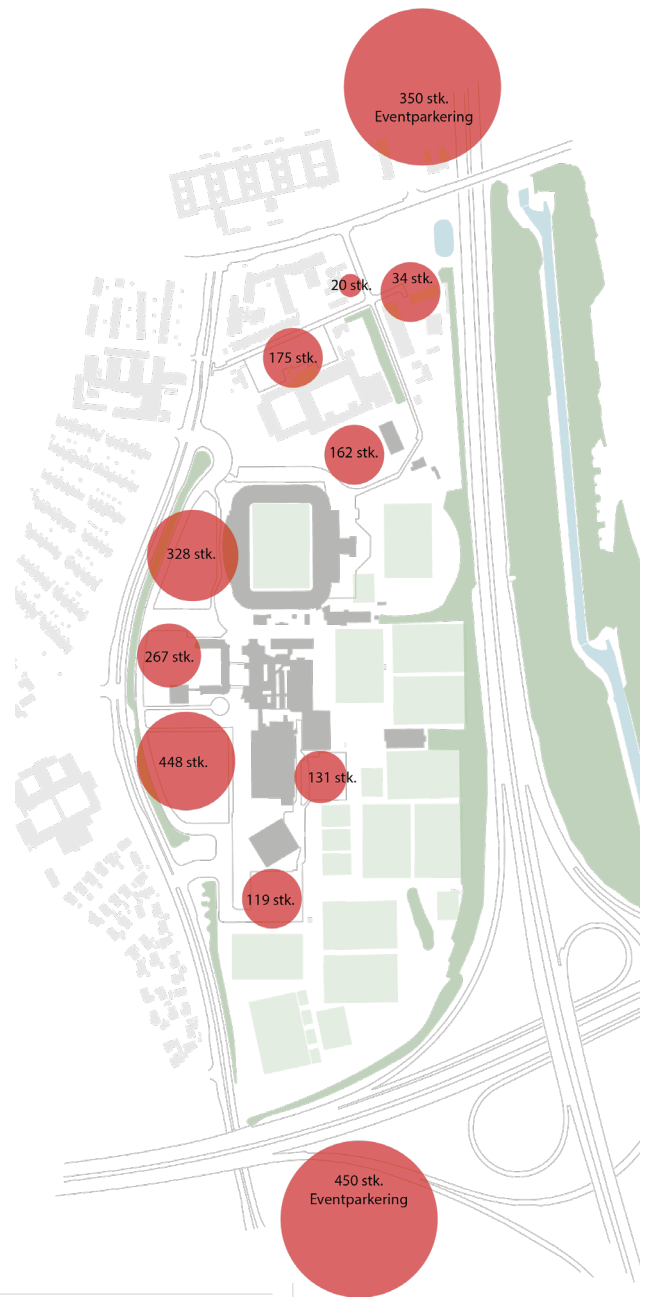 350 stk.
Eventparkering
20 stk.
34 stk.
175 stk.
162 stk.
328 stk.
267 stk.
448 stk.
131 stk.
119 stk.
450 stk.
Eventparkering